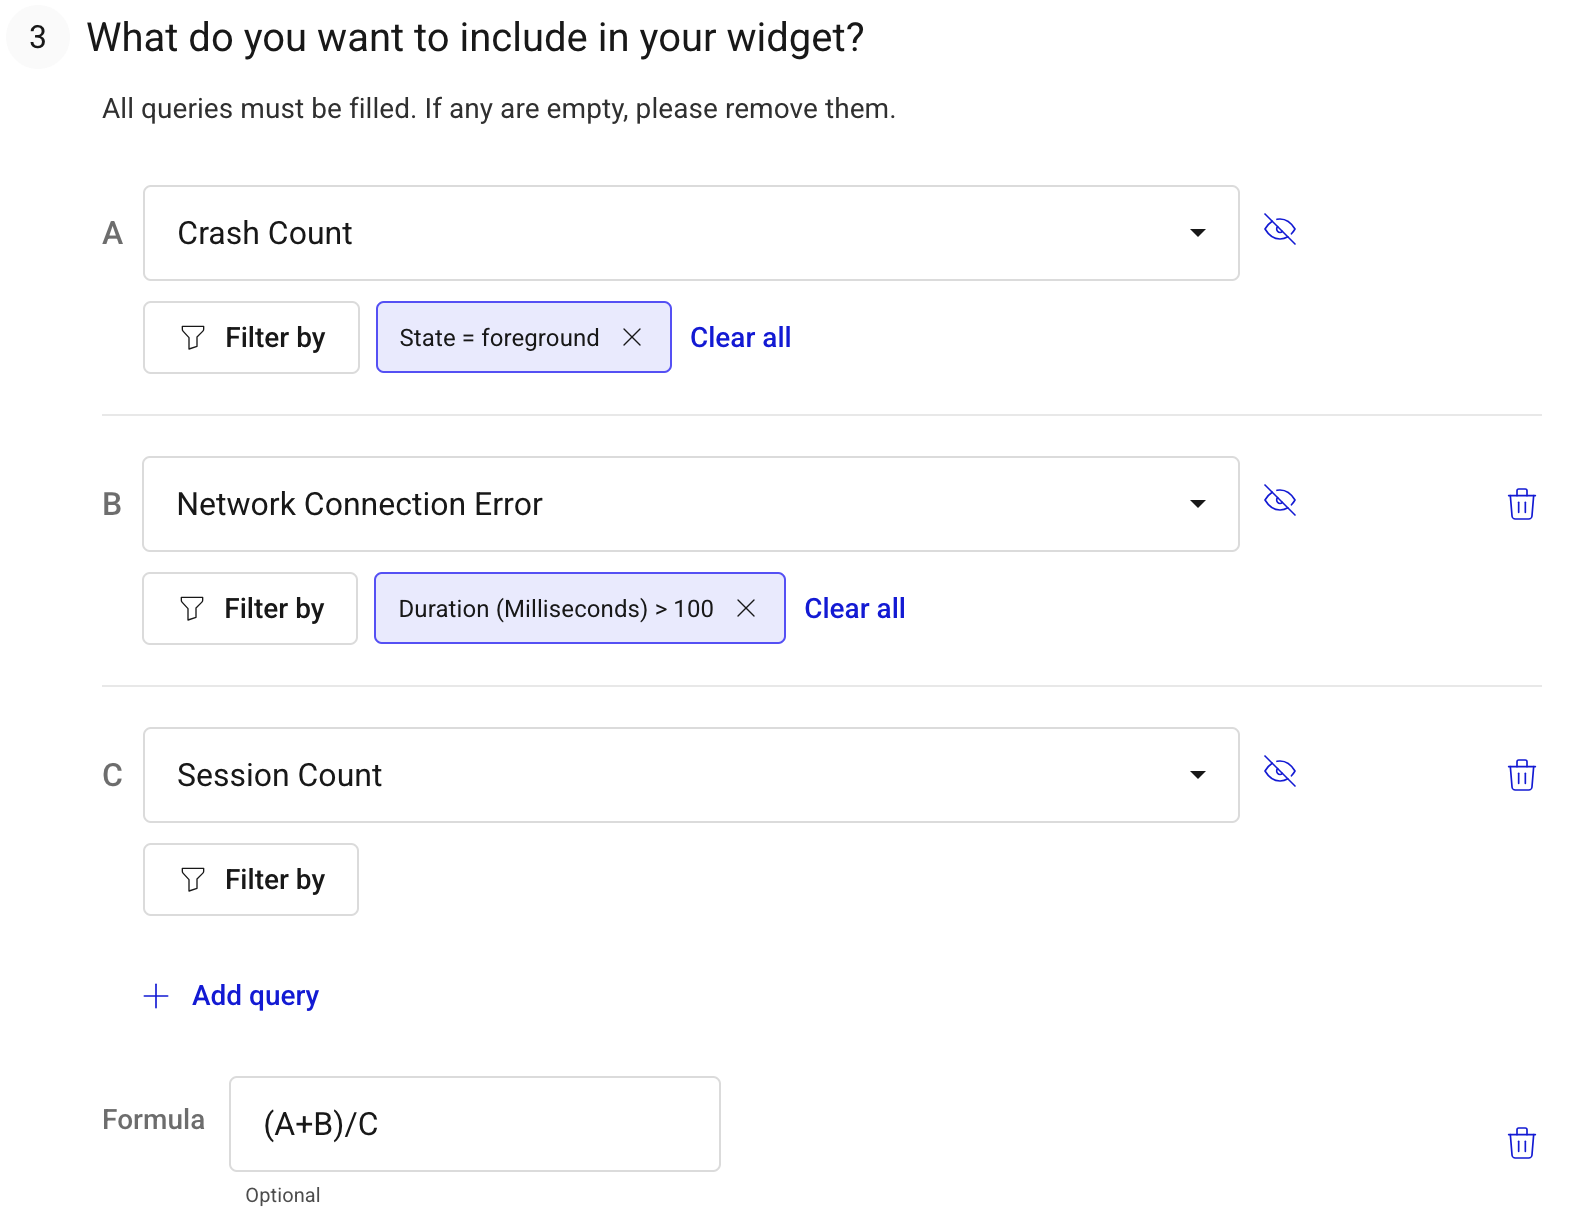 3 What do you want to include in your widget?
All queries must be filled. If any are empty, please remove them.
A Crash Count
Filter by State = foreground Clear all
B Network Connection Error
Filter by Duration (Milliseconds) > 100 Clear all
C Session Count
Filter by
Add query
Formula (A+B)/C
Optional